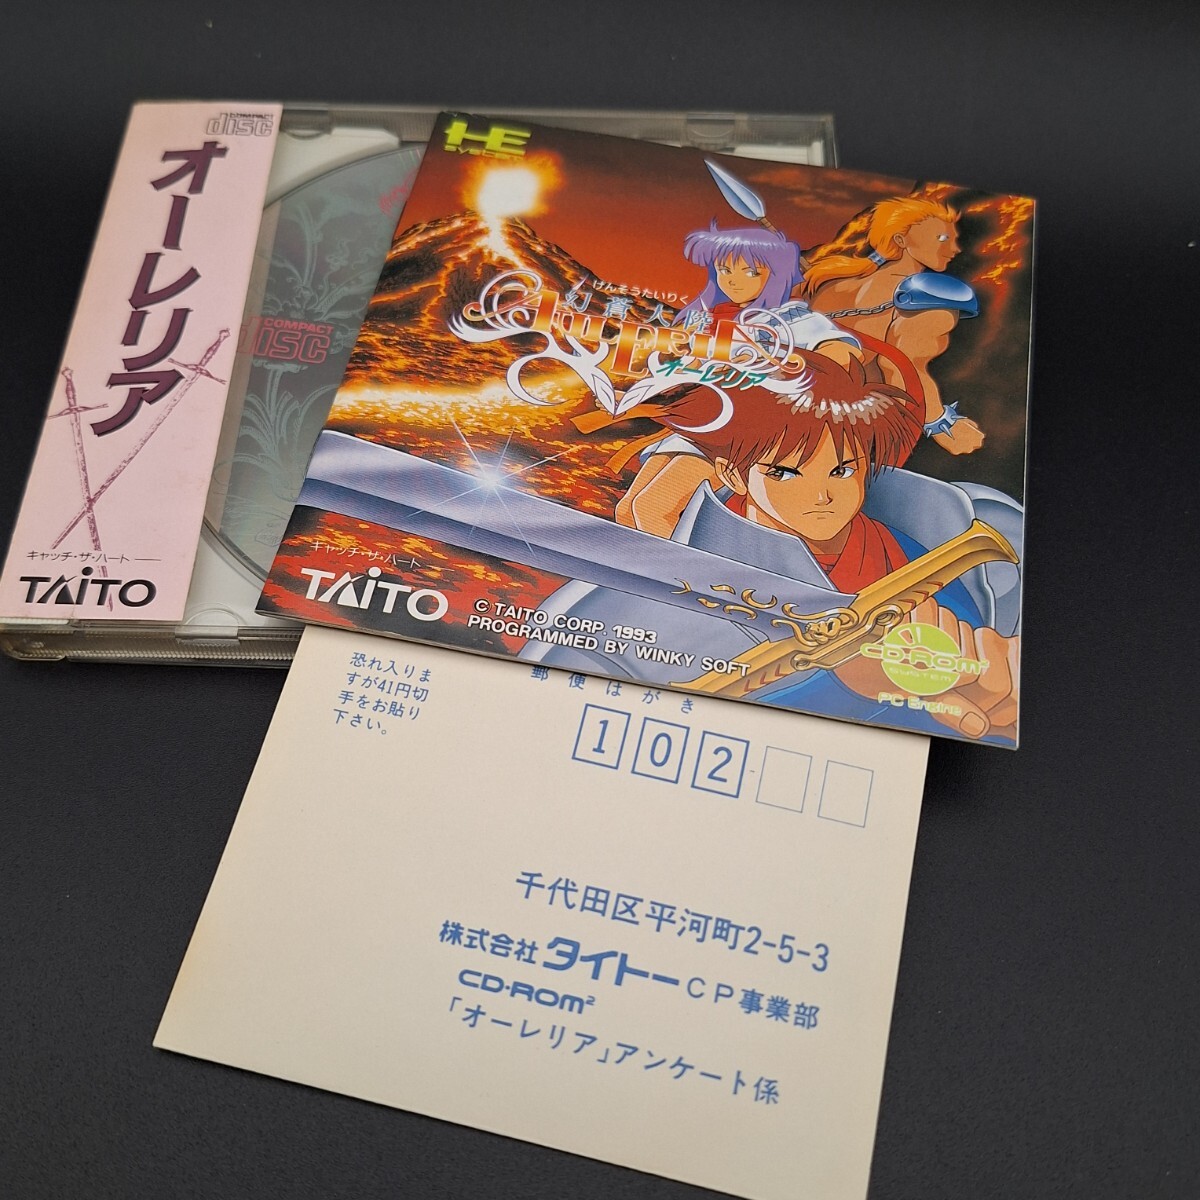 COMPACT
disc
オーレリア
キャッチ・ザ・ハート
TAITO
COMPACT
disc
HE
SYSTEM
げんそうたいりく
幻蒼大陸
オーレリア
キャッチ・ザ・ハート
TAITO
© TAITO CORP. 1993
PROGRAMMED BY WINKY SOFT
CD-ROM²
SYSTEM
PC Engine
恐れ入りま
すが41円切
手をお貼り
下さい。
郵便はがき
102
千代田区平河町2-5-3
株式会社タイトーCP事業部
CD-ROM²
「オーレリア」アンケート係